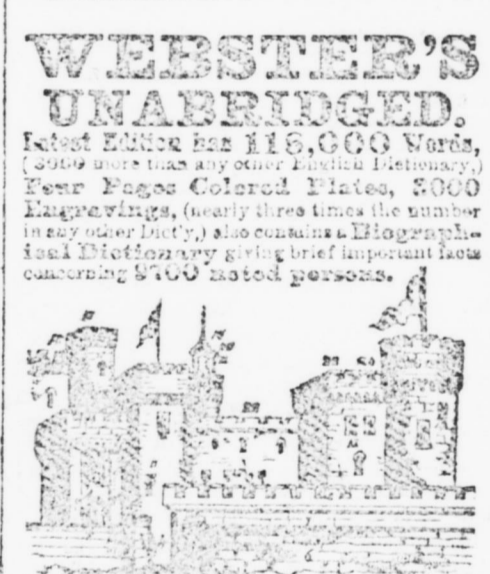 WEBSTER'S
UNABRIDGED.
Latest Edition has 118,000 Words,
(3000 more than any other English Dictionary,)
Four Pages Colored Plates, 3000
Engravings, (nearly three times the number
in any other Dict'y,) also contains a Biograph-
ical Dictionary giving brief important facts
concerning 9700 noted persons.